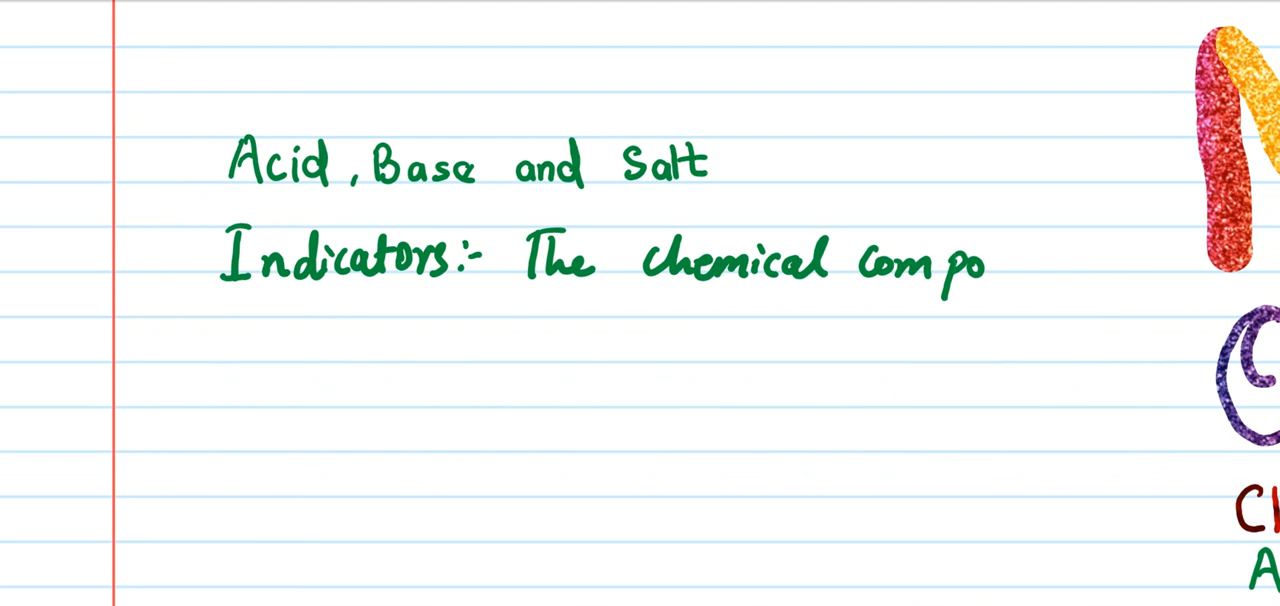 Acid, Base and Salt
Indicators:- The chemical compo